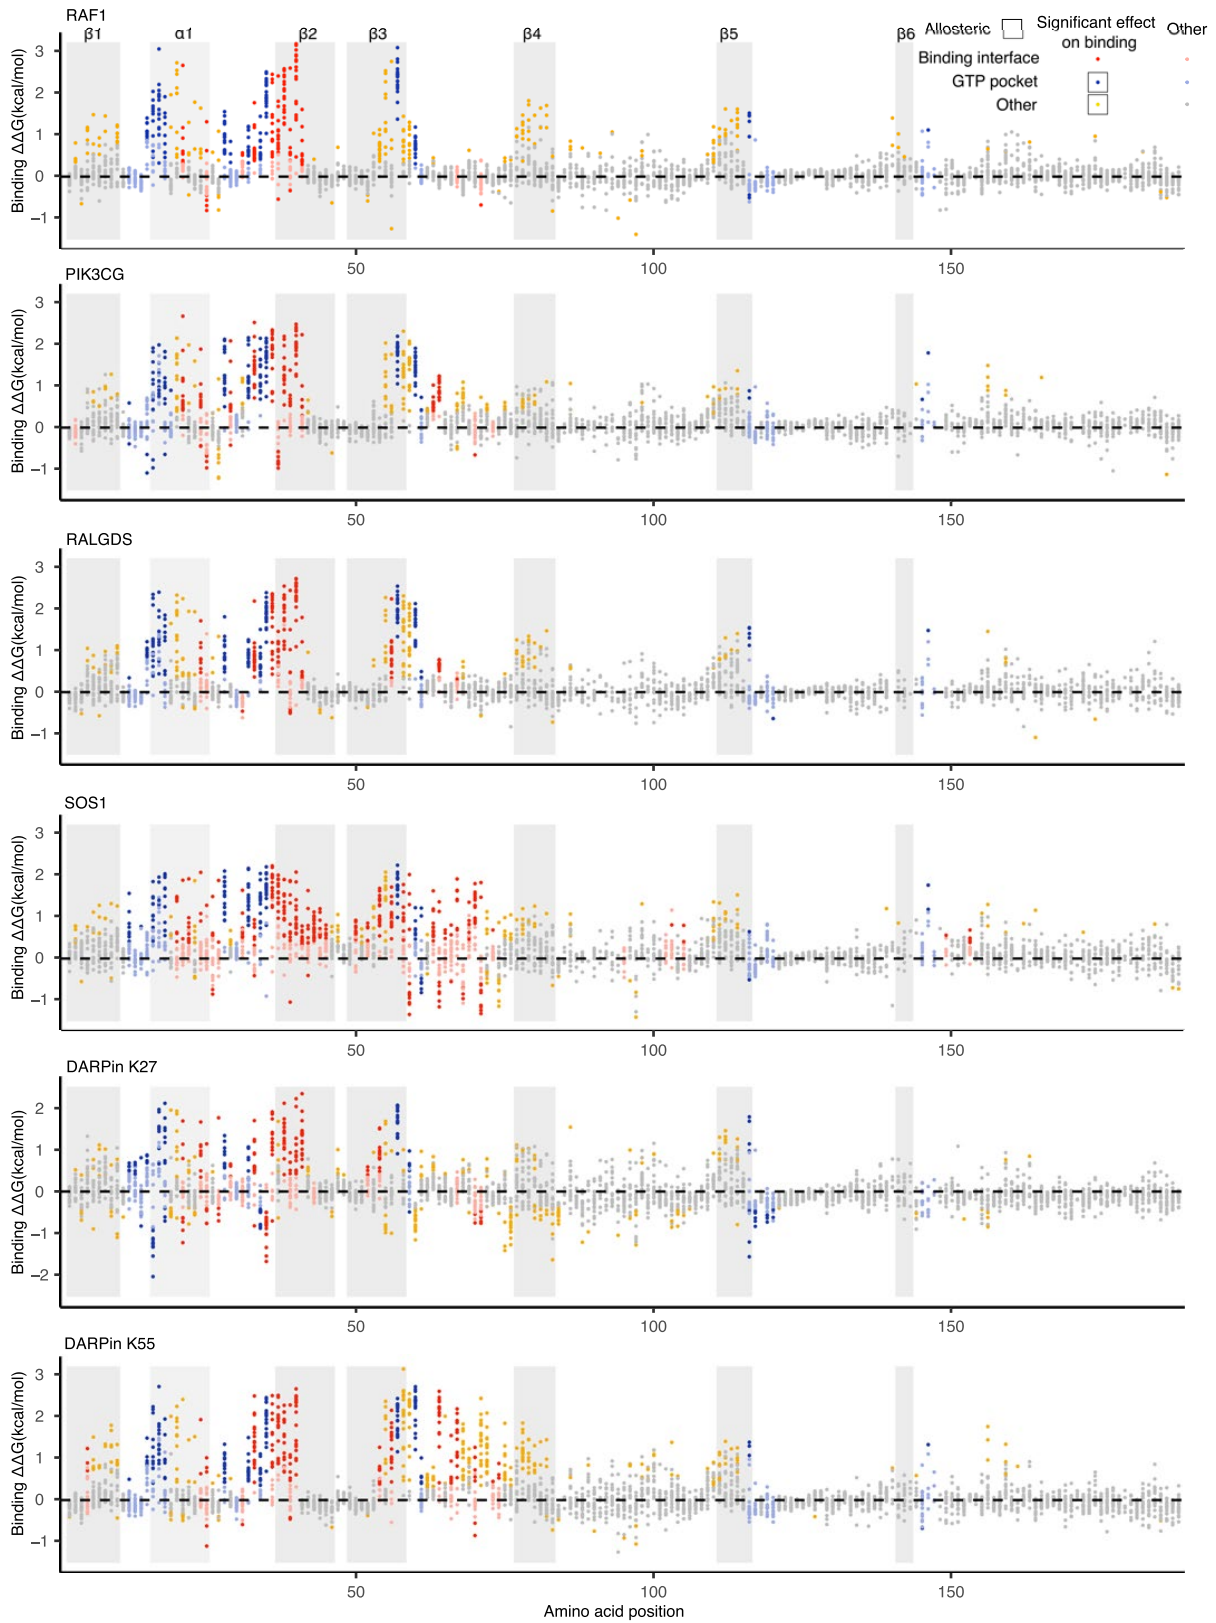 RAF1
β1 α1 β2 β3 β4 β5 β6
Allosteric
Significant effect on binding
Other
Binding interface
GTP pocket
Other
Binding ΔΔG(kcal/mol)
3
2
1
0
−1
50 100 150
PIK3CG
Binding ΔΔG(kcal/mol)
3
2
1
0
−1
50 100 150
RALGDS
Binding ΔΔG(kcal/mol)
3
2
1
0
−1
50 100 150
SOS1
Binding ΔΔG(kcal/mol)
3
2
1
0
−1
50 100 150
DARPin K27
Binding ΔΔG(kcal/mol)
2
1
0
−1
−2
50 100 150
DARPin K55
Binding ΔΔG(kcal/mol)
3
2
1
0
−1
50 100 150
Amino acid position